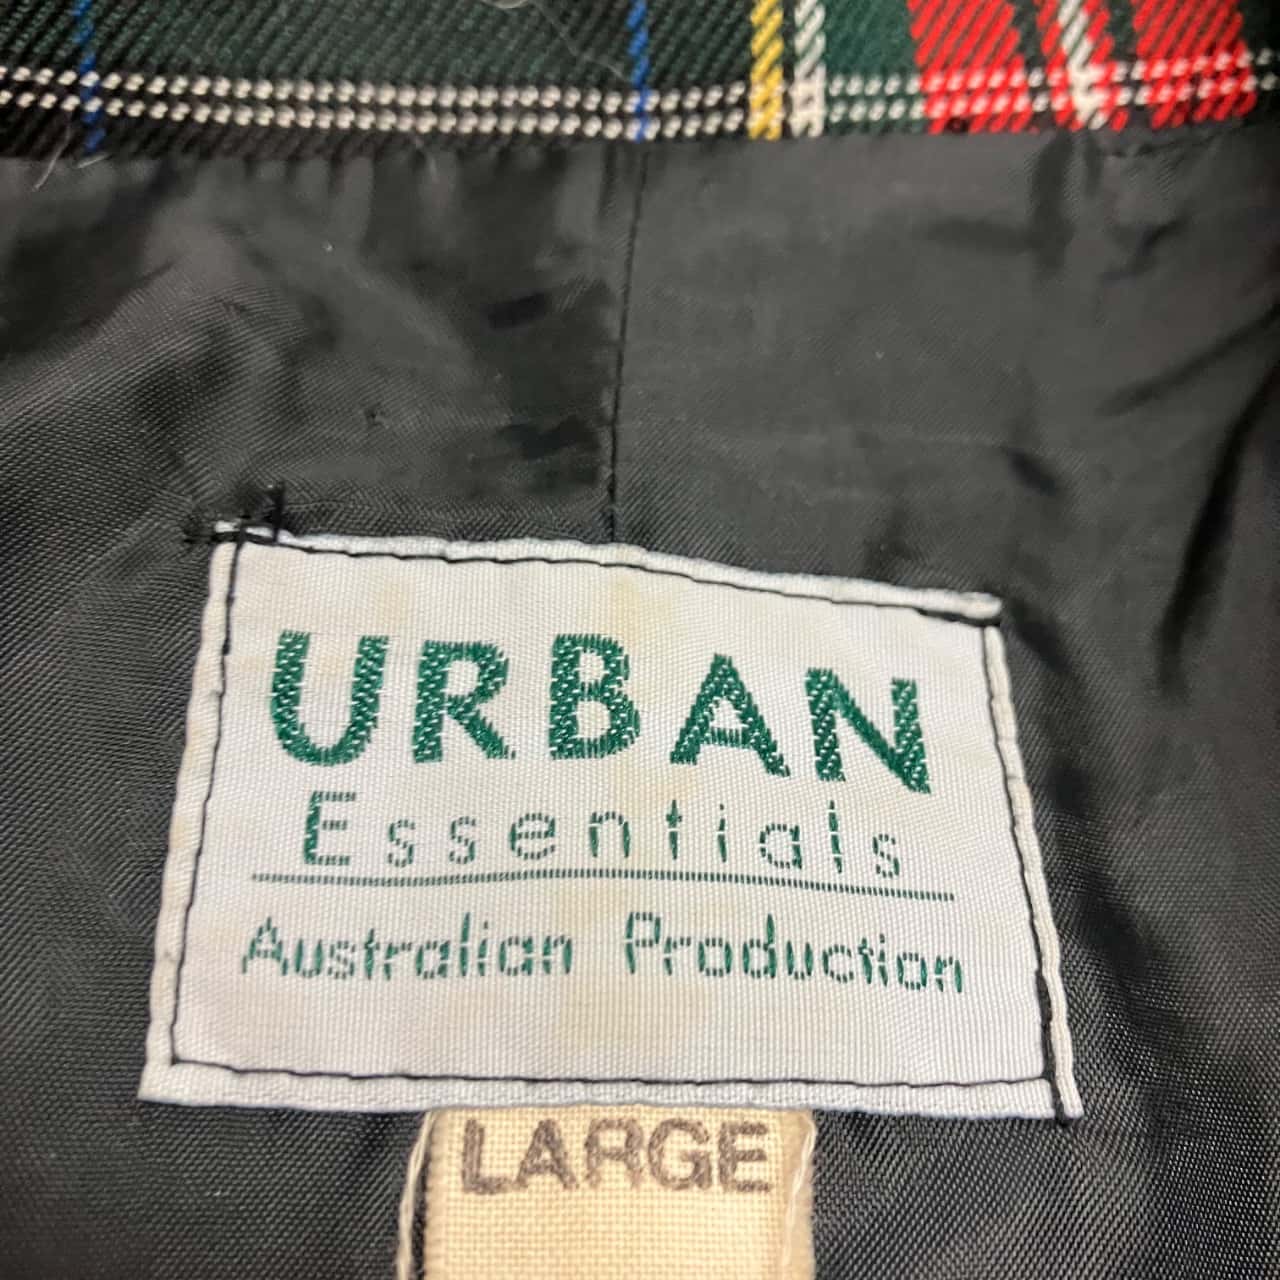 URBAN
Essentials
Australian Production
LARGE